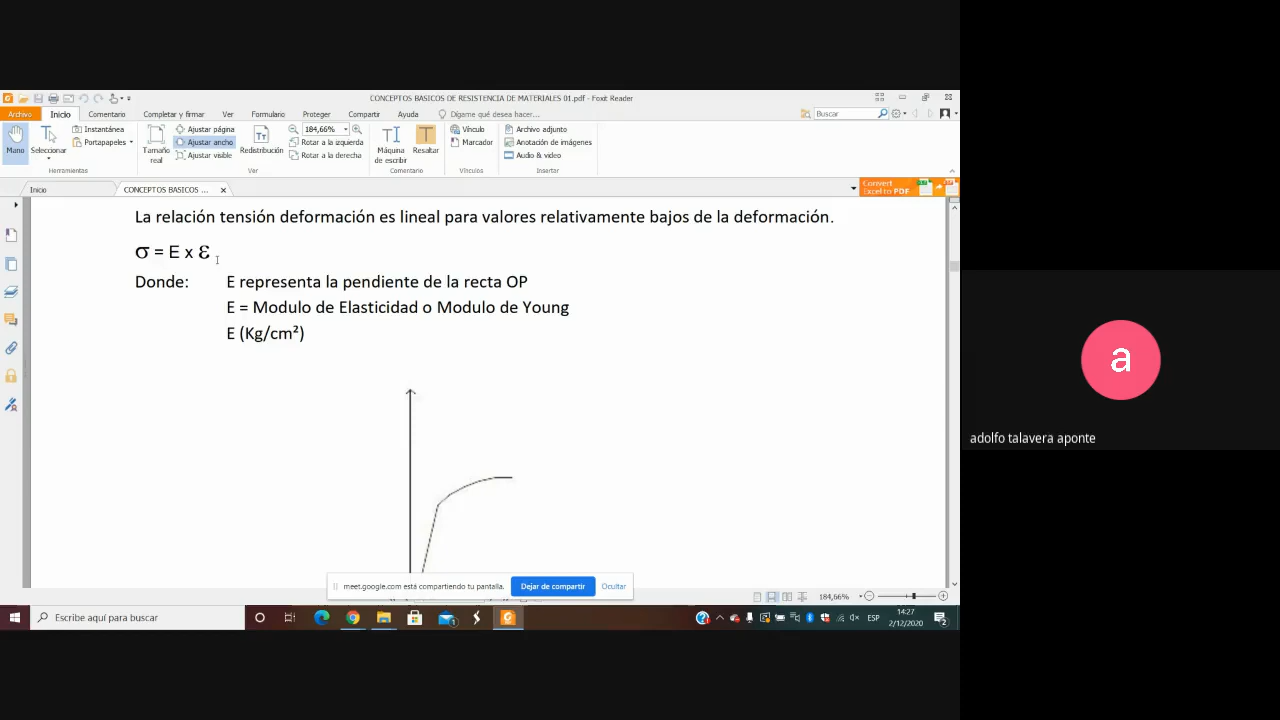 CONCEPTOS BASICOS DE RESISTENCIA DE MATERIALES 01.pdf - Foxit Reader
Archivo Inicio Comentario Completar y firmar Ver Formulario Proteger Compartir Ayuda Dígame qué desea hacer... Buscar
Mano
Seleccionar
Instantánea
Portapapeles
Herramientas
Tamaño real
Ajustar página
Ajustar ancho
Ajustar visible
Redistribución
184,66%
Rotar a la izquierda
Rotar a la derecha
Ver
Máquina de escribir
Resaltar
Comentario
Vínculo
Marcador
Vínculos
Archivo adjunto
Anotación de imágenes
Audio & video
Insertar
Inicio
CONCEPTOS BASICOS ...
Convert
Excel to PDF
La relación tensión deformación es lineal para valores relativamente bajos de la deformación.
σ = E x ε
Donde: E representa la pendiente de la recta OP
E = Modulo de Elasticidad o Modulo de Young
E (Kg/cm²)
meet.google.com está compartiendo tu pantalla. Dejar de compartir Ocultar
184,66%
Escribe aquí para buscar
ESP
14:27
2/12/2020
a
adolfo talavera aponte